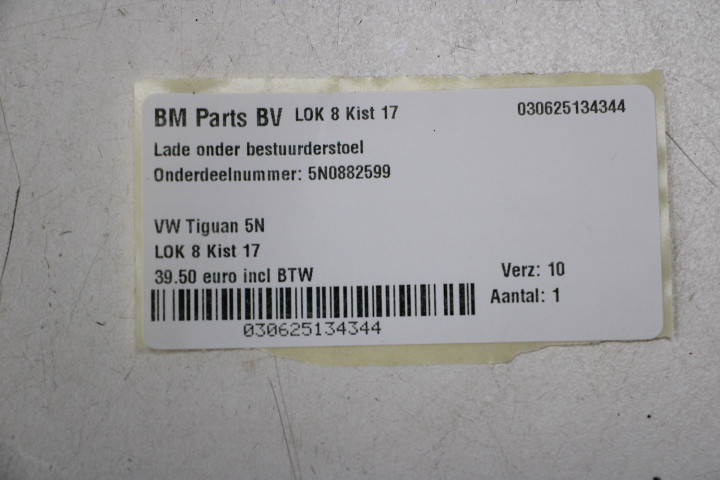 BM Parts BV LOK 8 Kist 17 030625134344
Lade onder bestuurderstoel
Onderdeelnummer: 5N0882599
VW Tiguan 5N
LOK 8 Kist 17
39.50 euro incl BTW Verz: 10
Aantal: 1
030625134344